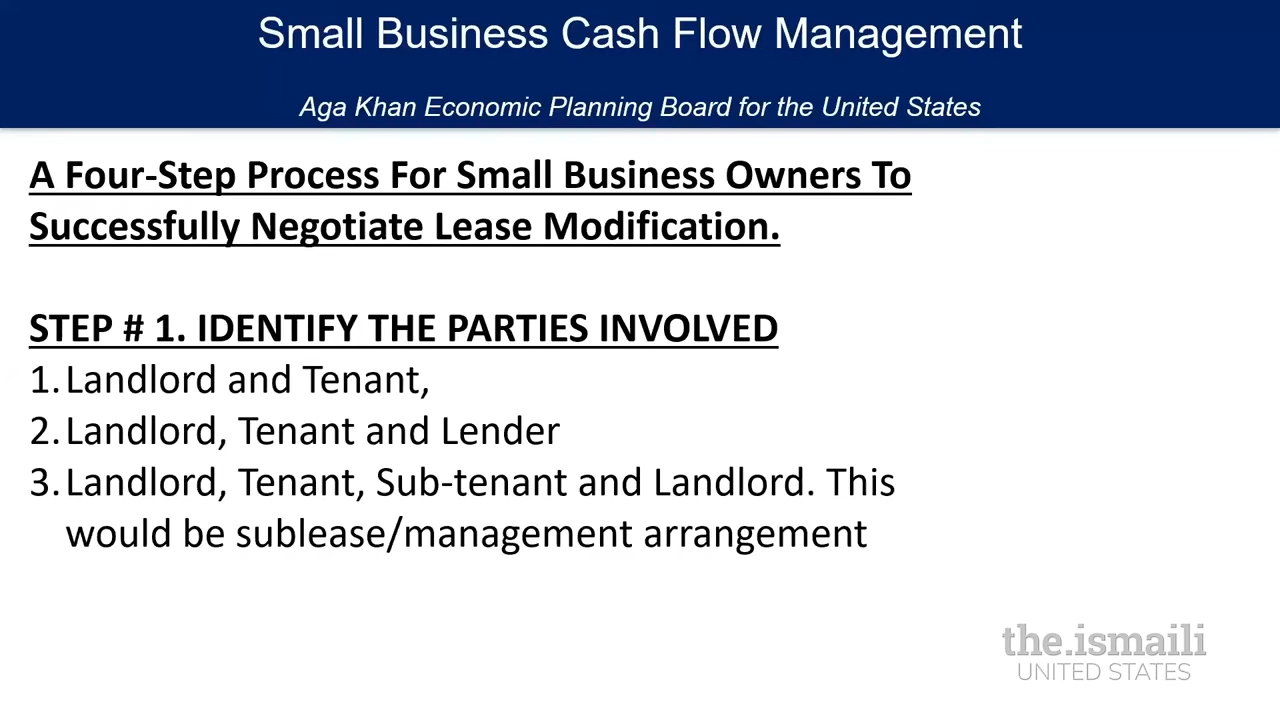 Small Business Cash Flow Management
Aga Khan Economic Planning Board for the United States
A Four-Step Process For Small Business Owners To
Successfully Negotiate Lease Modification.
STEP # 1. IDENTIFY THE PARTIES INVOLVED
1. Landlord and Tenant,
2. Landlord, Tenant and Lender
3. Landlord, Tenant, Sub-tenant and Landlord. This
would be sublease/management arrangement
the.ismaili
UNITED STATES